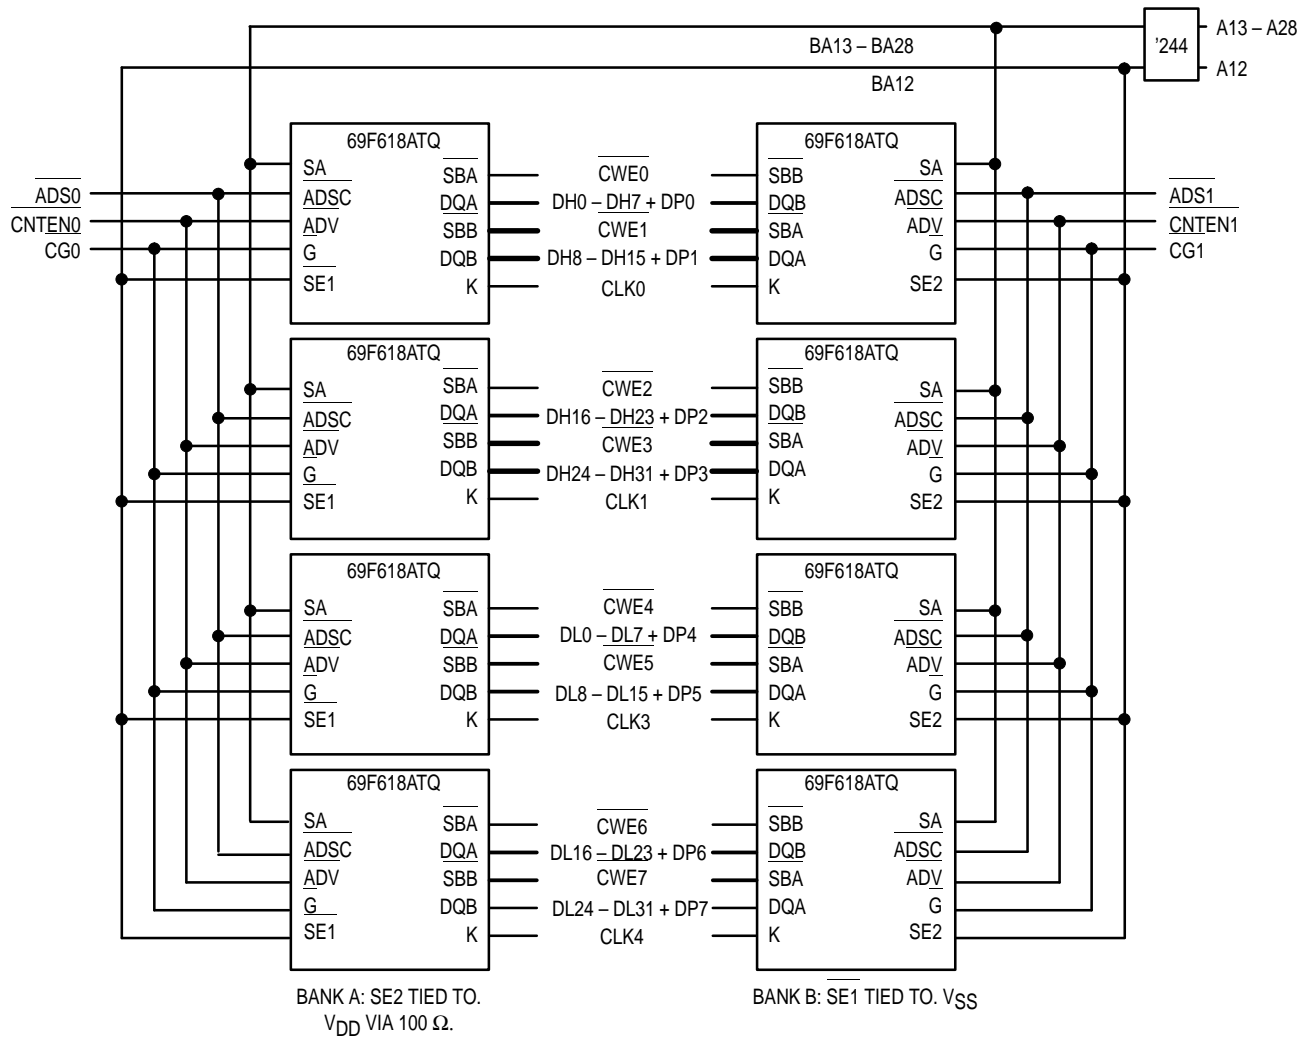 A13 – A28
BA13 – BA28
'244
A12
BA12
69F618ATQ
SA
ADSC
ADV
G
SE1
SBA
DQA
SBB
DQB
K
CWE0
DH0 – DH7 + DP0
CWE1
DH8 – DH15 + DP1
CLK0
69F618ATQ
SBB
DQB
SBA
DQA
K
SA
ADSC
ADV
G
SE2
ADS0
CNTEN0
CG0
ADS1
CNTEN1
CG1
69F618ATQ
SA
ADSC
ADV
G
SE1
SBA
DQA
SBB
DQB
K
CWE2
DH16 – DH23 + DP2
CWE3
DH24 – DH31 + DP3
CLK1
69F618ATQ
SBB
DQB
SBA
DQA
K
SA
ADSC
ADV
G
SE2
69F618ATQ
SA
ADSC
ADV
G
SE1
SBA
DQA
SBB
DQB
K
CWE4
DL0 – DL7 + DP4
CWE5
DL8 – DL15 + DP5
CLK3
69F618ATQ
SBB
DQB
SBA
DQA
K
SA
ADSC
ADV
G
SE2
69F618ATQ
SA
ADSC
ADV
G
SE1
SBA
DQA
SBB
DQB
K
CWE6
DL16 – DL23 + DP6
CWE7
DL24 – DL31 + DP7
CLK4
69F618ATQ
SBB
DQB
SBA
DQA
K
SA
ADSC
ADV
G
SE2
BANK A: SE2 TIED TO.
VDD VIA 100 Ω.
BANK B: SE1 TIED TO. VSS